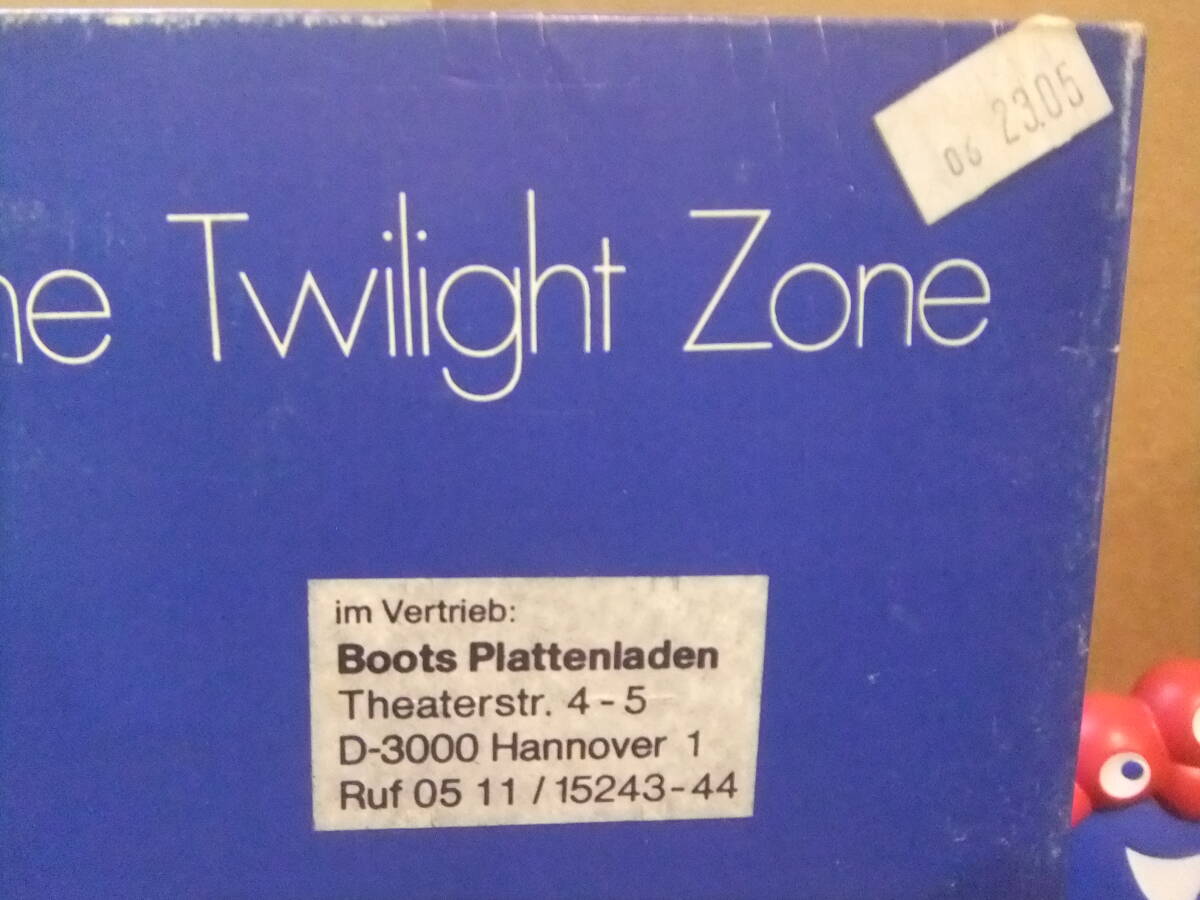 06 23.05
he Twilight Zone
im Vertrieb:
Boots Plattenladen
Theaterstr. 4-5
D-3000 Hannover 1
Ruf 05 11 / 15243-44